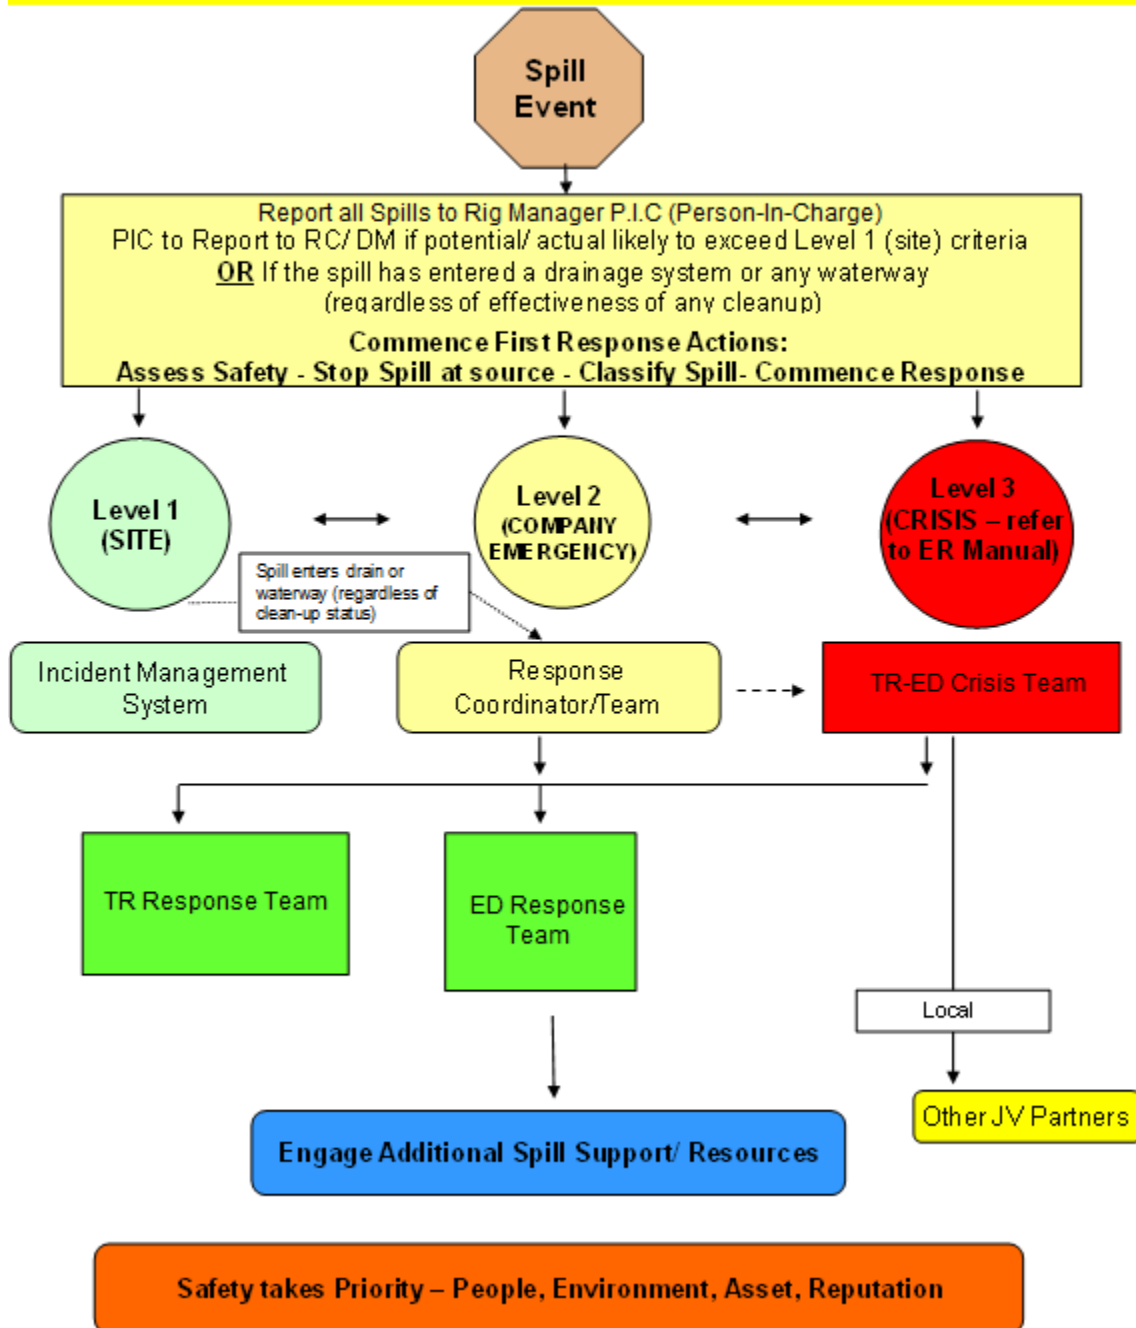 Spill
Event
Report all Spills to Rig Manager P.I.C (Person-In-Charge)
PIC to Report to RC/ DM if potential/ actual likely to exceed Level 1 (site) criteria
OR If the spill has entered a drainage system or any waterway
(regardless of effectiveness of any cleanup)
Commence First Response Actions:
Assess Safety - Stop Spill at source - Classify Spill- Commence Response
Level 1
(SITE)
Level 2
(COMPANY
EMERGENCY)
Level 3
(CRISIS – refer
to ER Manual)
Spill enters drain or
waterway (regardless of
clean-up status)
Incident Management
System
Response
Coordinator/Team
TR-ED Crisis Team
TR Response Team
ED Response
Team
Local
Other JV Partners
Engage Additional Spill Support/ Resources
Safety takes Priority – People, Environment, Asset, Reputation